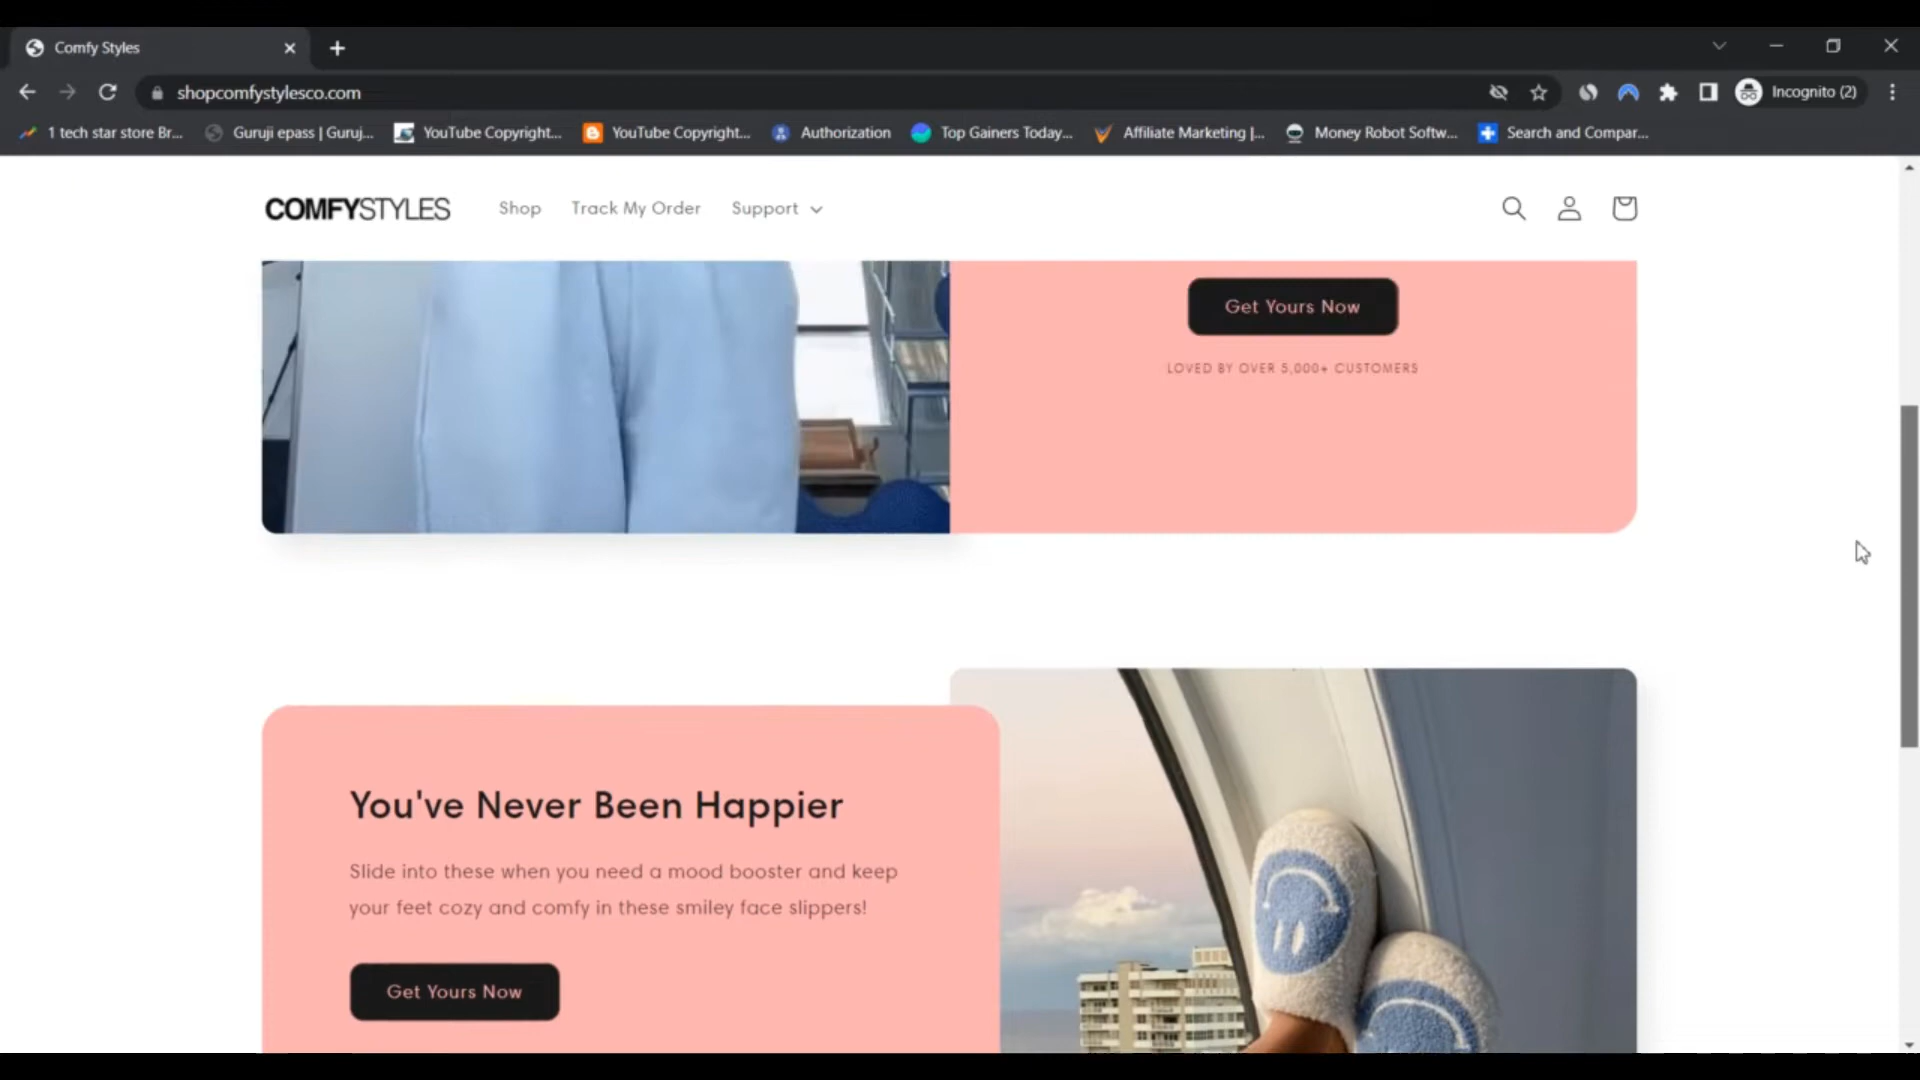 Comfy Styles
shopcomfystylesco.com
Incognito (2)
1 tech star store Br...
Guruji epass | Guruj...
YouTube Copyright...
YouTube Copyright...
Authorization
Top Gainers Today...
Affiliate Marketing |...
Money Robot Softw...
Search and Compar...
COMFYSTYLES
Shop
Track My Order
Support
Get Yours Now
LOVED BY OVER 5,000+ CUSTOMERS
You've Never Been Happier
Slide into these when you need a mood booster and keep
your feet cozy and comfy in these smiley face slippers!
Get Yours Now